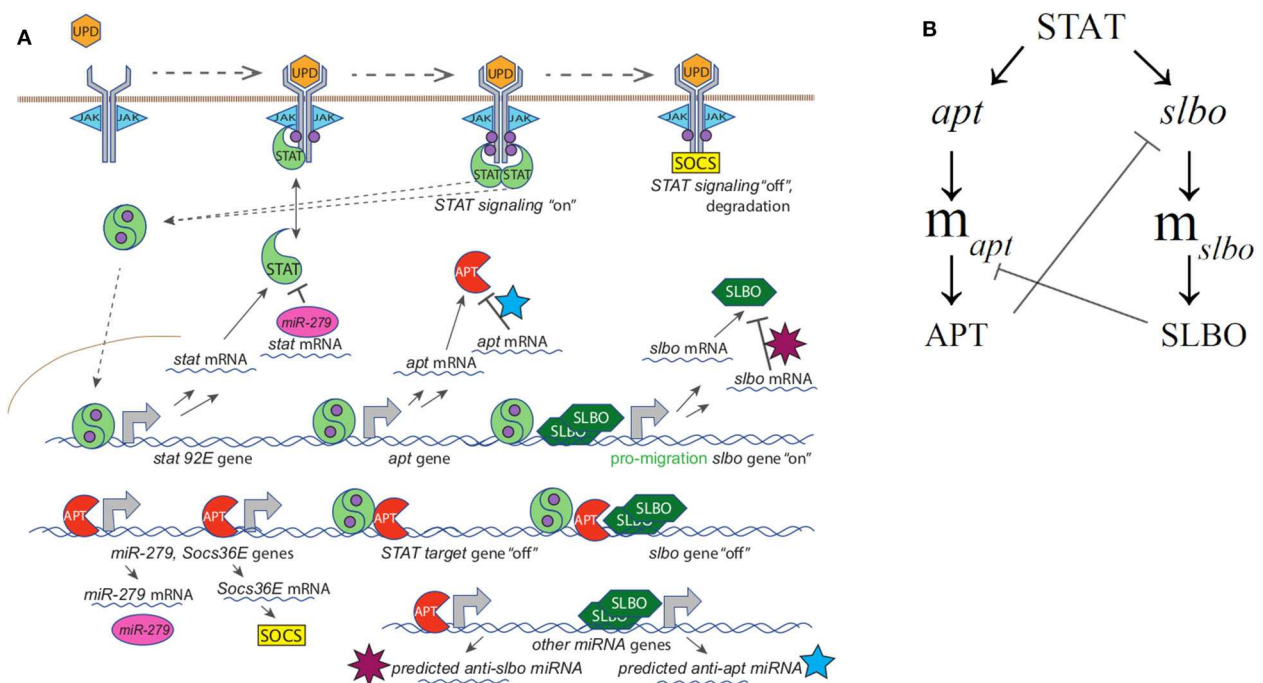 A
UPD
UPD
UPD
UPD
JAK JAK
JAK JAK
JAK JAK
JAK JAK
STAT
STAT STAT
SOCS
STAT signaling "on"
STAT signaling"off",
degradation
STAT
miR-279
stat mRNA
stat mRNA
APT
apt mRNA
apt mRNA
SLBO
slbo mRNA
slbo mRNA
SLBO
SLBO
stat 92E gene
apt gene
pro-migration slbo gene"on"
APT
APT
APT
APT
SLBO
SLBO
miR-279, Socs36E genes
STAT target gene"off"
slbo gene"off"
miR-279 mRNA
Socs36E mRNA
miR-279
SOCS
APT
SLBO
SLBO
other miRNA genes
predicted anti-slbo miRNA
predicted anti-apt miRNA
B
STAT
apt
slbo
m apt
m slbo
APT
SLBO